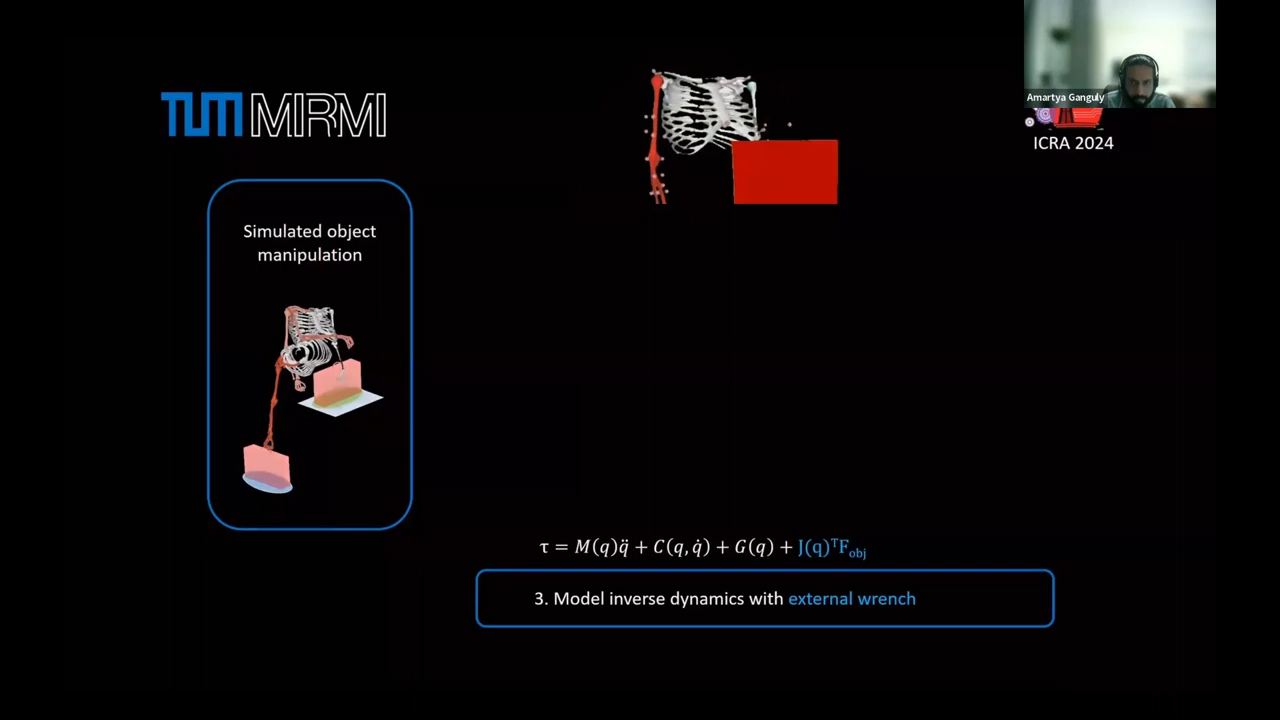 Amartya Ganguly
TUM MIRMI
ICRA 2024
Simulated object
manipulation
τ = M(q)q̈ + C(q, q̇) + G(q) + J(q)ᵀF_obj
3. Model inverse dynamics with external wrench